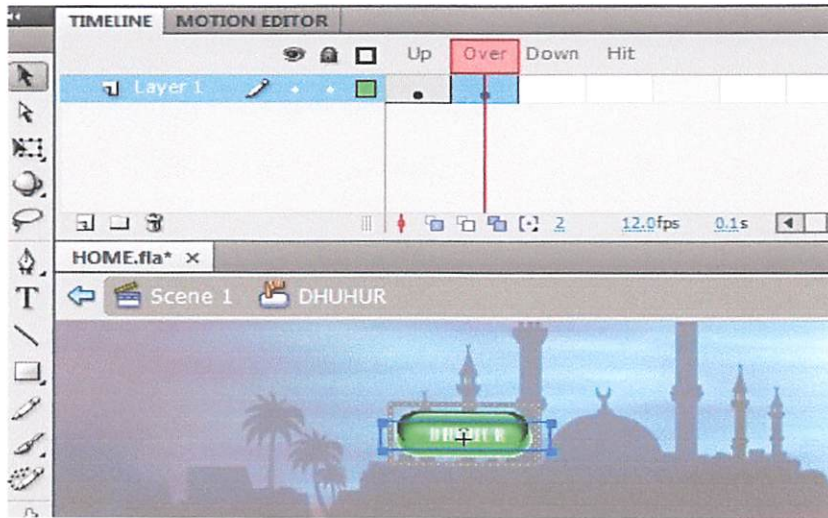 TIMELINE MOTION EDITOR
Up Over Down Hit
Layer 1
2 12.0fps 0.1s
HOME.fla* ×
Scene 1 DHUHUR
DHUHUR